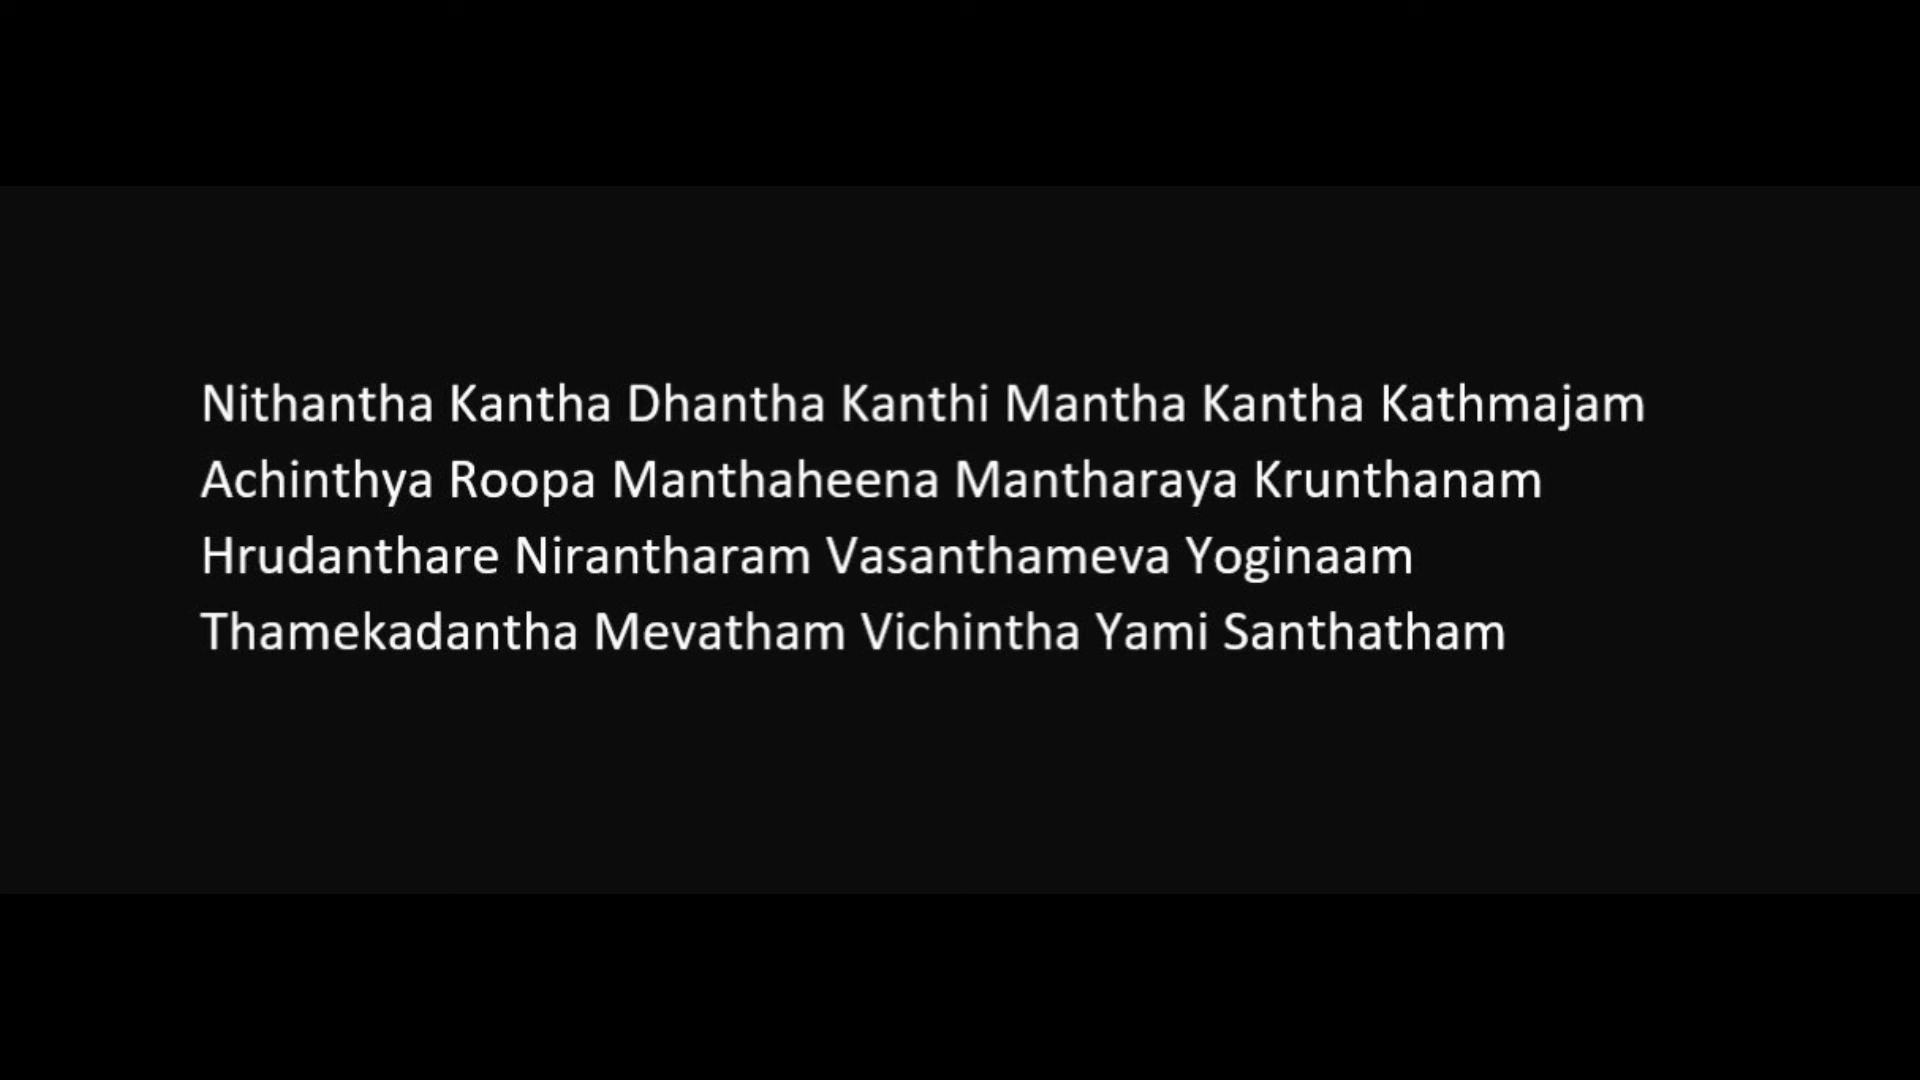 Nithantha Kantha Dhantha Kanthi Mantha Kantha Kathmajam
Achinthya Roopa Manthaheena Mantharaya Krunthanam
Hrudanthare Nirantharam Vasanthameva Yoginaam
Thamekadantha Mevatham Vichintha Yami Santhatham